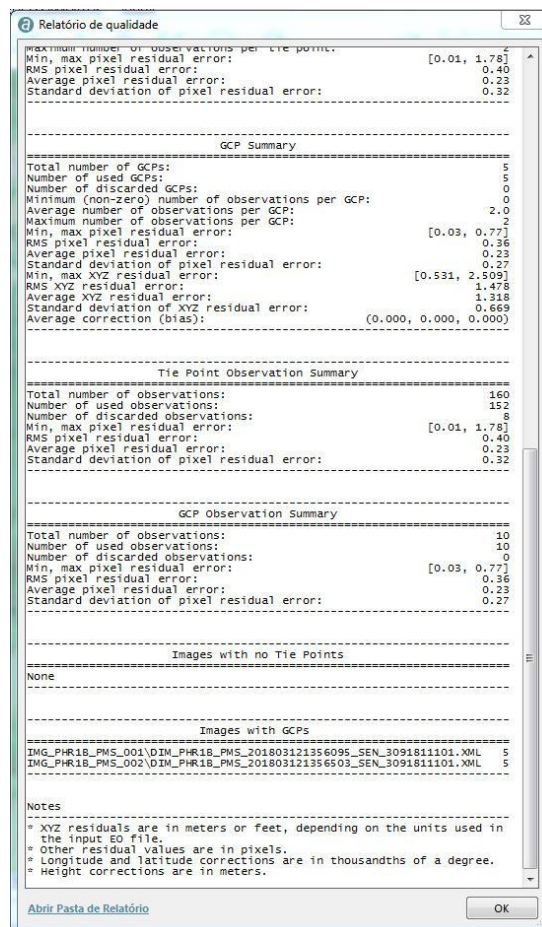 Relatório de qualidade
Maximum number of observations per tie point: 2
Min, max pixel residual error: [0.01, 1.78]
RMS pixel residual error: 0.40
Average pixel residual error: 0.23
Standard deviation of pixel residual error: 0.32
GCP Summary
Total number of GCPs: 5
Number of used GCPs: 5
Number of discarded GCPs: 0
Minimum (non-zero) number of observations per GCP: 0
Average number of observations per GCP: 2.0
Maximum number of observations per GCP: 2
Min, max pixel residual error: [0.03, 0.77]
RMS pixel residual error: 0.36
Average pixel residual error: 0.23
Standard deviation of pixel residual error: 0.27
Min, max XYZ residual error: [0.531, 2.509]
RMS XYZ residual error: 1.478
Average XYZ residual error: 1.318
Standard deviation of XYZ residual error: 0.669
Average correction (bias): (0.000, 0.000, 0.000)
Tie Point Observation Summary
Total number of observations: 160
Number of used observations: 152
Number of discarded observations: 8
Min, max pixel residual error: [0.01, 1.78]
RMS pixel residual error: 0.40
Average pixel residual error: 0.23
Standard deviation of pixel residual error: 0.32
GCP Observation Summary
Total number of observations: 10
Number of used observations: 10
Number of discarded observations: 0
Min, max pixel residual error: [0.03, 0.77]
RMS pixel residual error: 0.36
Average pixel residual error: 0.23
Standard deviation of pixel residual error: 0.27
Images with no Tie Points
None
Images with GCPs
IMG_PHR1B_PMS_001\DIM_PHR1B_PMS_201803121356095_SEN_3091811101.XML 5
IMG_PHR1B_PMS_002\DIM_PHR1B_PMS_201803121356503_SEN_3091811101.XML 5
Notes
* XYZ residuals are in meters or feet, depending on the units used in
the input EO file.
* Other residual values are in pixels.
* Longitude and latitude corrections are in thousandths of a degree.
* Height corrections are in meters.
Abrir Pasta de Relatório
OK